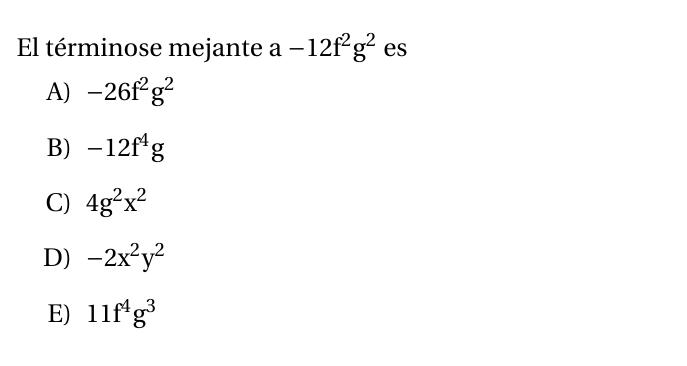 El términose mejante a −12f²g² es
A) −26f²g²
B) −12f⁴g
C) 4g²x²
D) −2x²y²
E) 11f⁴g³